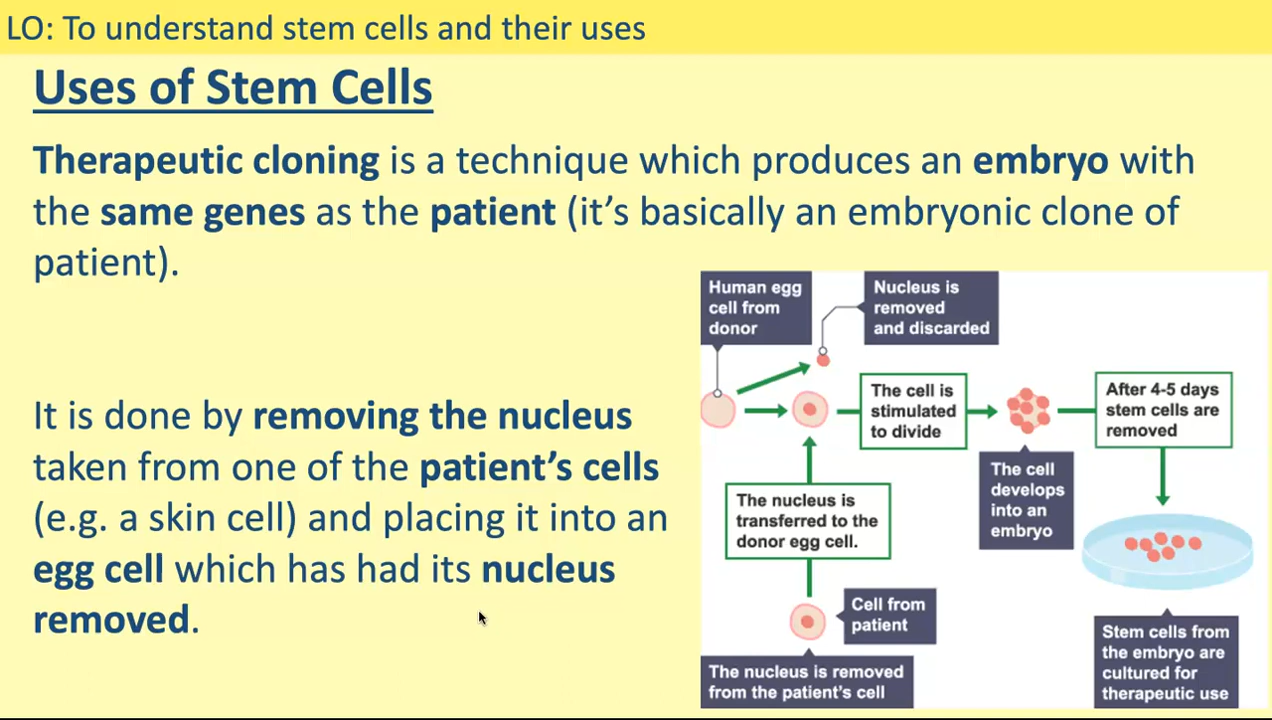 LO: To understand stem cells and their uses
Uses of Stem Cells
Therapeutic cloning is a technique which produces an embryo with
the same genes as the patient (it’s basically an embryonic clone of
patient).
It is done by removing the nucleus
taken from one of the patient’s cells
(e.g. a skin cell) and placing it into an
egg cell which has had its nucleus
removed.
Human egg
cell from
donor
Nucleus is
removed
and discarded
The cell is
stimulated
to divide
After 4-5 days
stem cells are
removed
The cell
develops
into an
embryo
The nucleus is
transferred to the
donor egg cell.
Cell from
patient
The nucleus is removed
from the patient's cell
Stem cells from
the embryo are
cultured for
therapeutic use